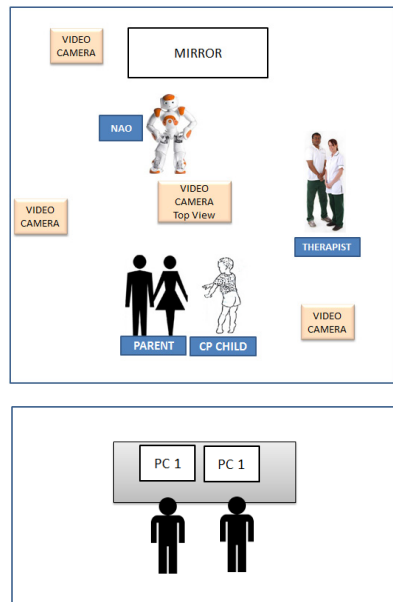 VIDEO
CAMERA
MIRROR
NAO
VIDEO
CAMERA
Top View
VIDEO
CAMERA
THERAPIST
VIDEO
CAMERA
PARENT
CP CHILD
PC 1
PC 1